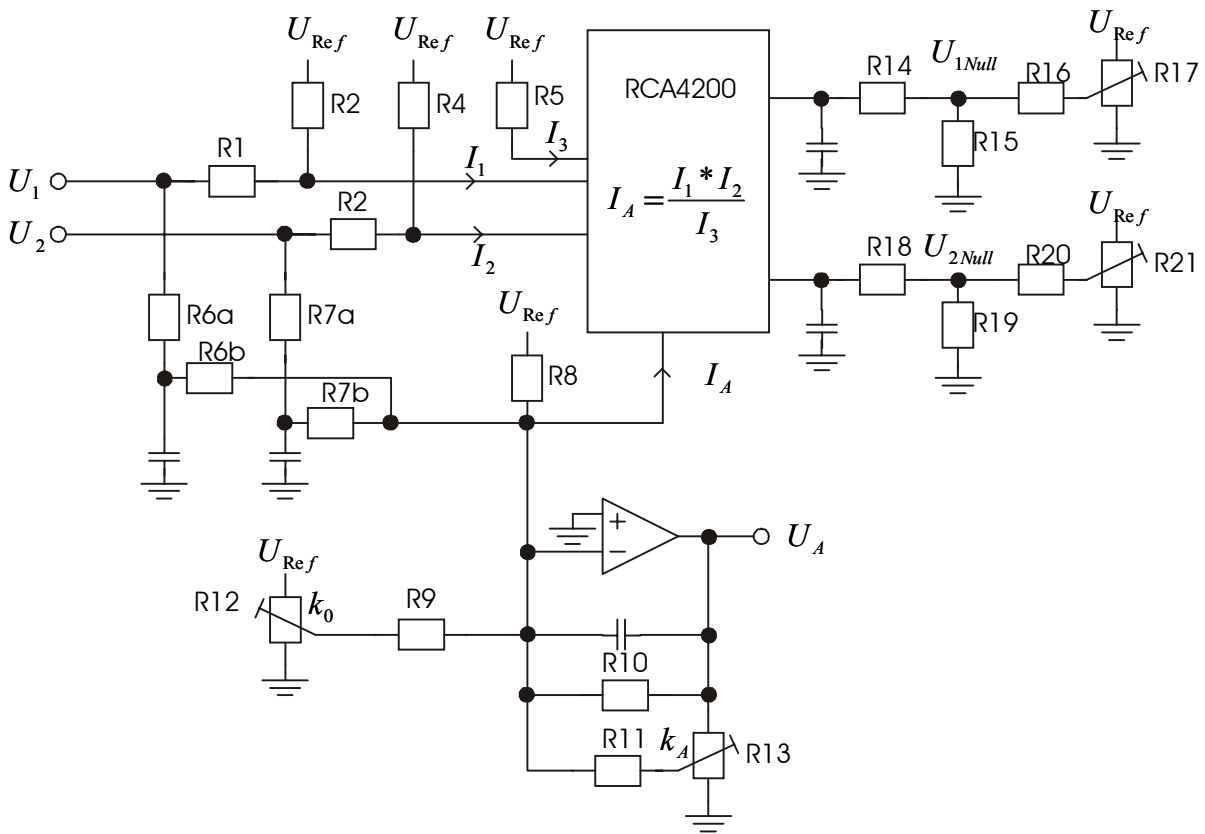 U_Ref U_Ref U_Ref U_Ref
R2 R4 R5 RCA4200 R14 U_1Null R16 R17
R1 I_1 I_3 R15
U_1
U_2 R2 I_2 I_A = I_1 * I_2 / I_3 U_Ref
R18 U_2Null R20 R21
R6a R7a U_Ref R19
R6b R8 I_A
R7b
+
− U_A
U_Ref
R12 k_0 R9
R10
R11 k_A R13